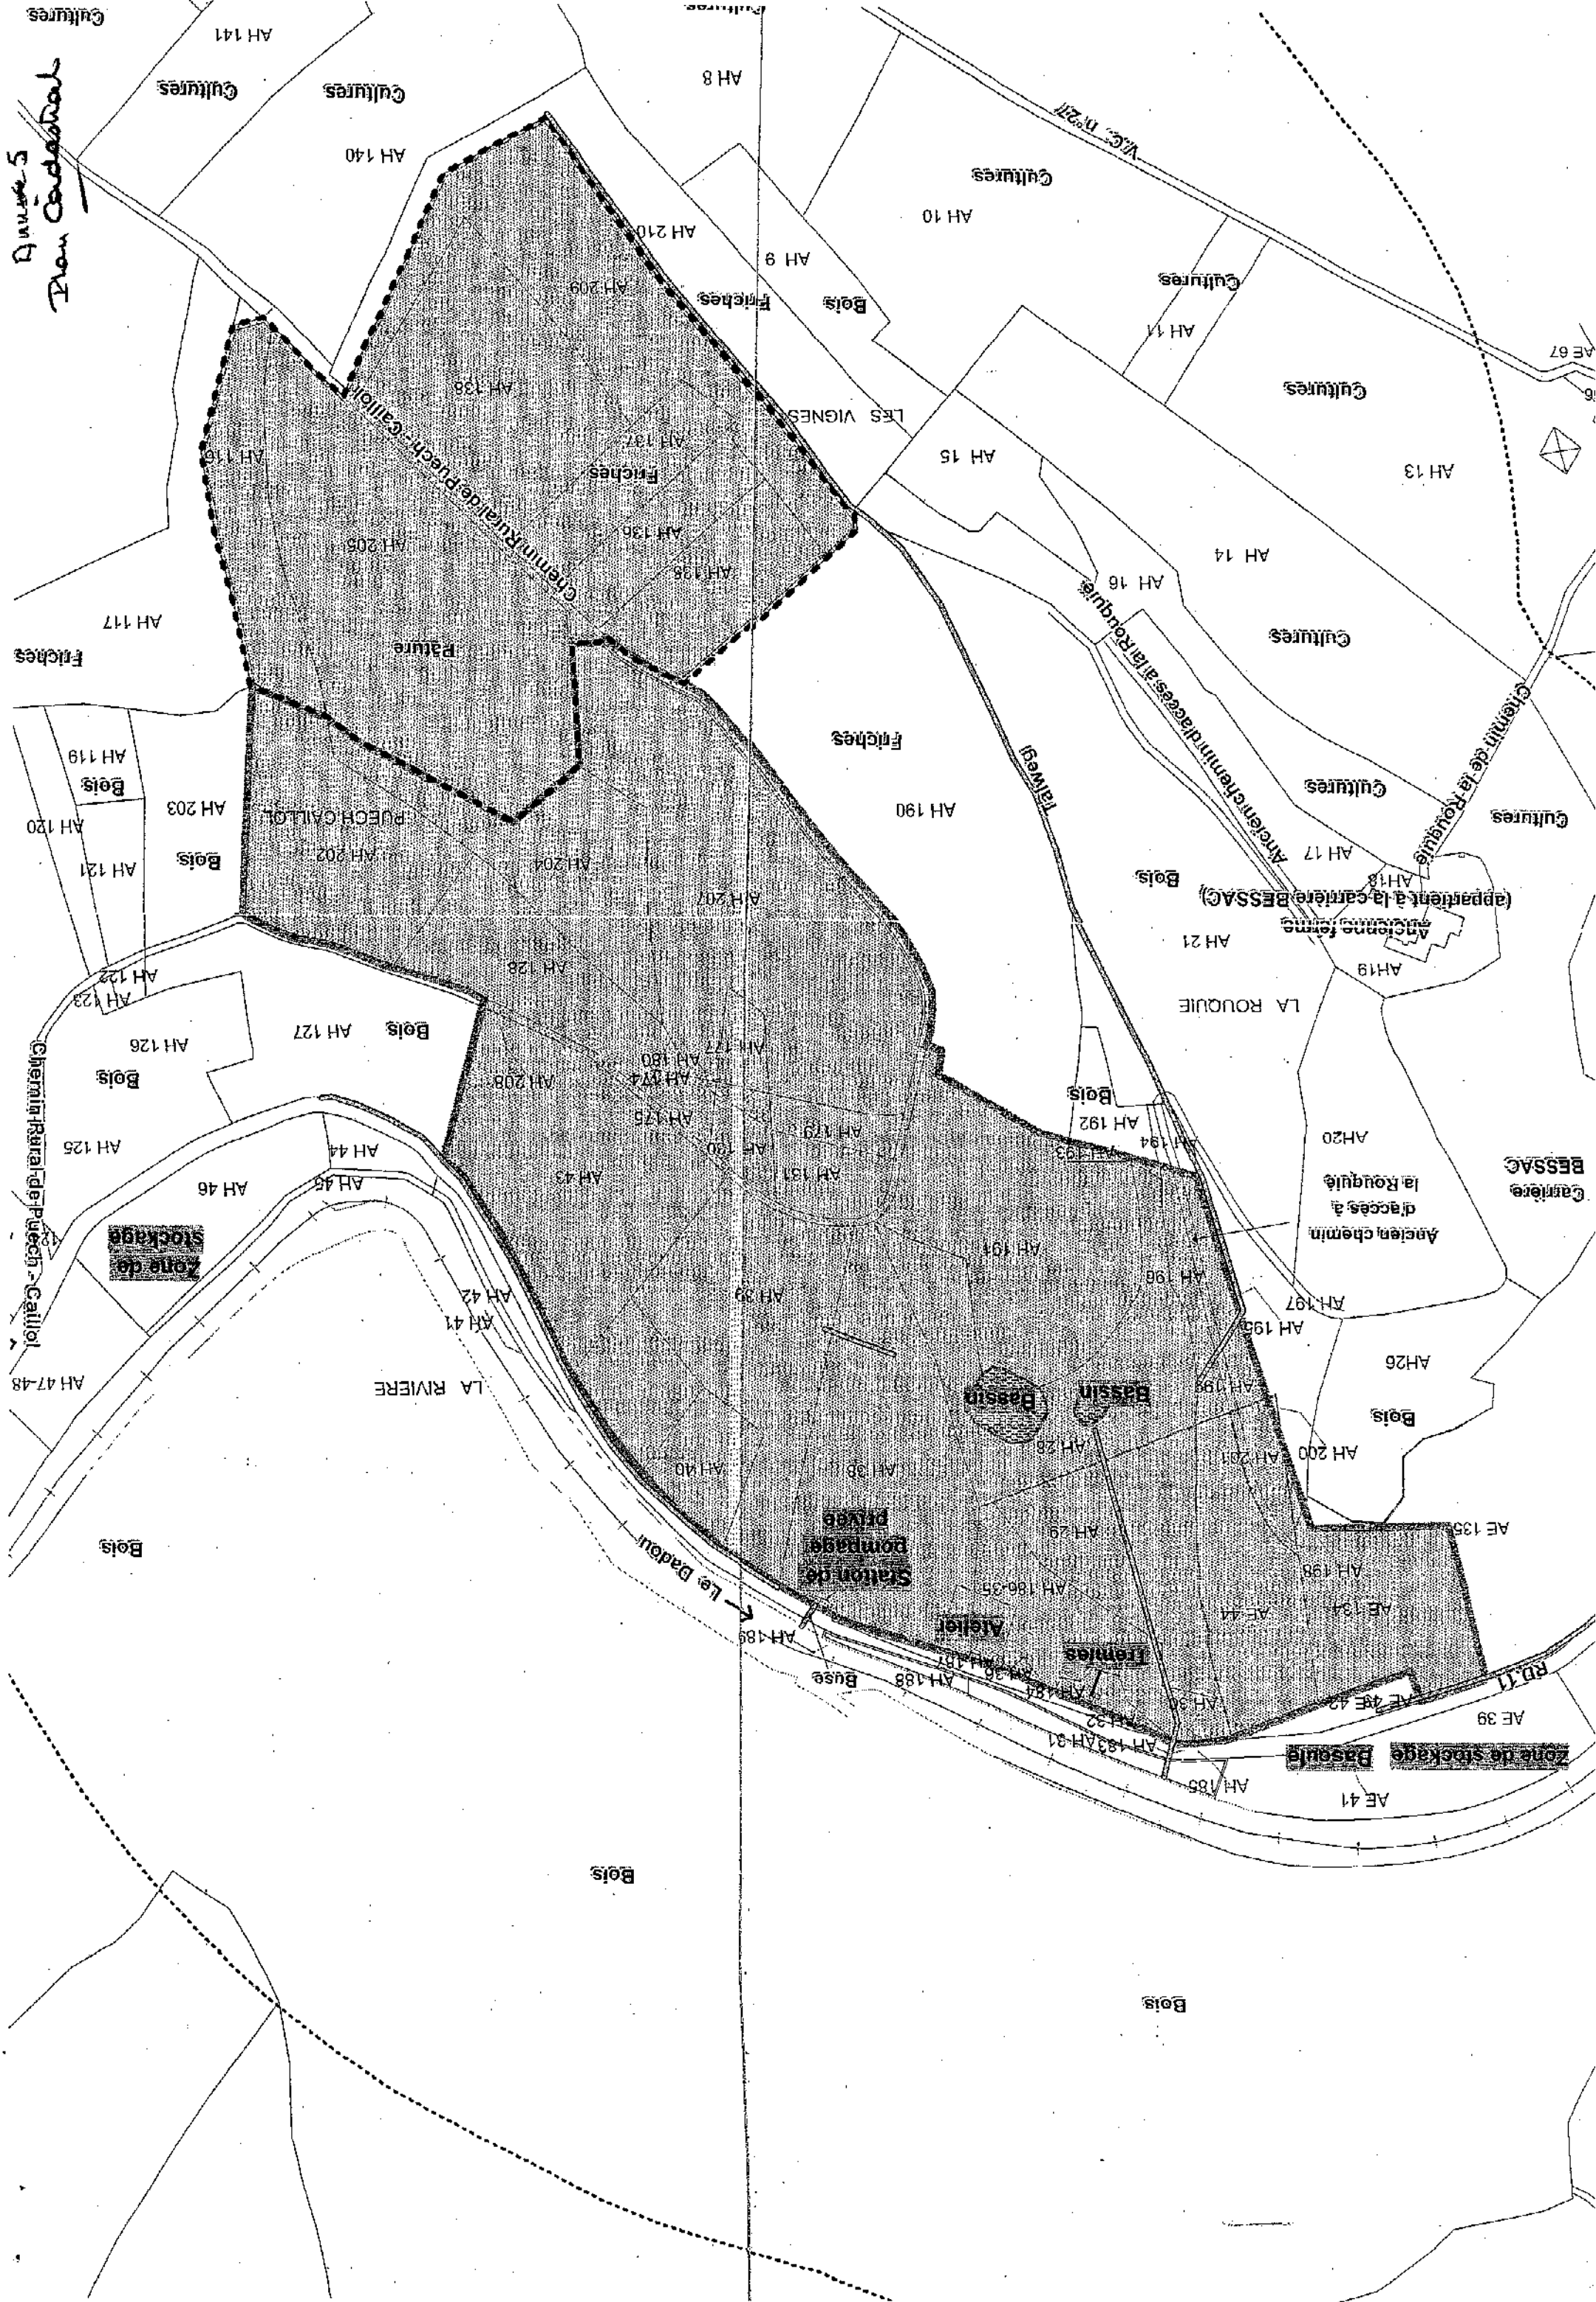 Annexe 5
Plan Cadastral
Bois
Bois
AE 41
AH 185
Zone de stockage
Bascule
AH 183
AH 31
AE 39
AH 32
RD 11
AE 42
AH 30
AH 184
AH 36
AH 187
AH 188
Buse
Trémies
Atelier
AH 189
Le Dadou
AE 134
AE 44
AH 198
AH 186-35
Station de
pompage
privée
AE 135
AH 29
Bois
AH 200
AH 201
AH 28
AH 38
AH 40
Bois
Bassin
Bassin
AH 199
LA RIVIERE
AH 47-48
AH26
AH 195
AH 197
AH 41
AH 42
AH 39
AH 196
AH 191
Zone de
stockage
Ancien chemin
d'accès à
la Rouquié
Carrière
BESSAC
AH 46
AH 45
AH 44
AH 43
AH 131
AH 130
AH 179
AH 193
AH 194
AH20
AH 125
AH 192
Bois
AH 175
AH 174
AH 180
AH 177
AH 208
Bois
AH 126
AH 127
Bois
Chemin Rural de Puech - Caillol
LA ROUQUIE
AH 123
AH 122
AH19
AH 128
AH 21
Ancienne ferme
(appartient à la carrière BESSAC)
AH18
AH 207
Bois
AH 17
AH 204
AH 202
PUECH CAILLOL
Bois
AH 203
AH 121
AH 120
Cultures
Cultures
AH 190
Bois
AH 119
Friches
Talweg
Chemin de la Rouquié
Ancien chemin d'accès à la Rouquié
Friches
Pâture
Cultures
AH 117
AH 16
AH 14
AH 135
AH 136
AH 205
Chemin Rural de Puech - Caillol
AH 13
AH 15
AH 116
Friches
AH 137
LES VIGNES
AH 138
Cultures
AE 67
AH 11
Cultures
Bois
Friches
AH 209
AH 9
AH 210
AH 10
Cultures
AH 140
V.C. n°27
Cultures
Cultures
AH 8
AH 141
Cultures
Cultures